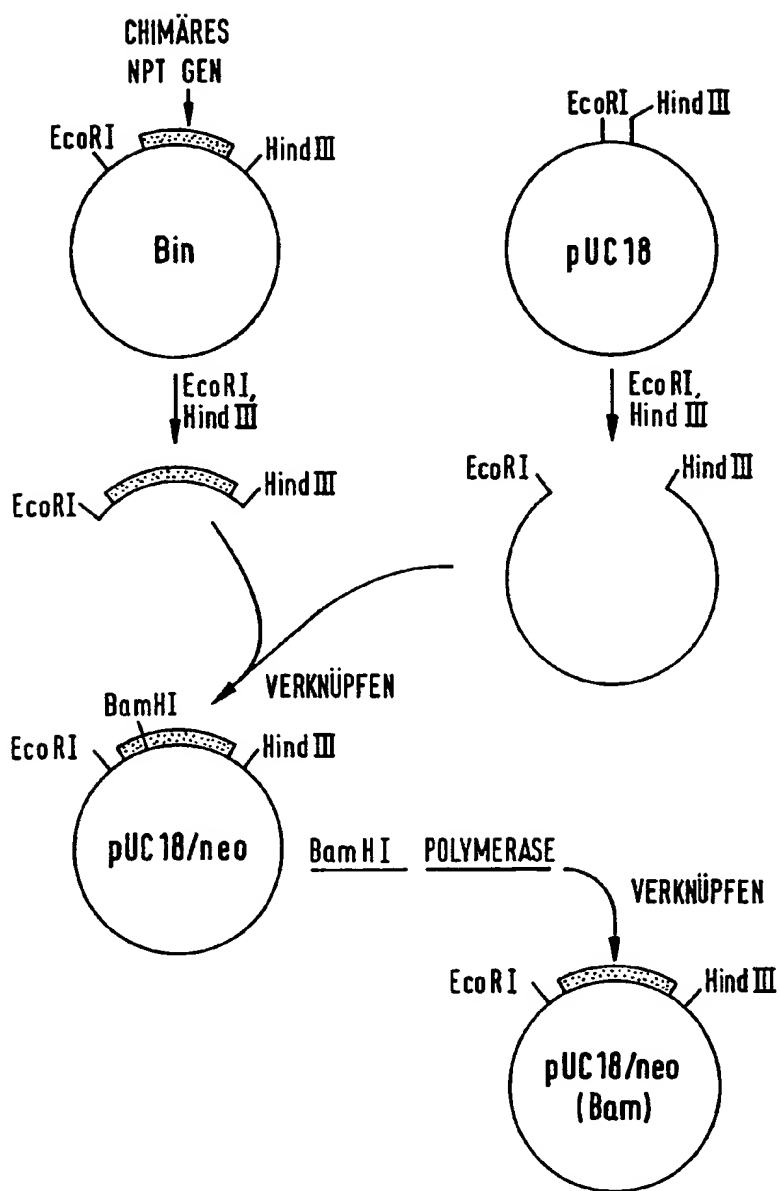 CHIMÄRES
NPT GEN
EcoRI
HindIII
Bin
EcoRI
HindIII
pUC18
EcoRI,
HindIII
EcoRI,
HindIII
EcoRI
HindIII
EcoRI
HindIII
VERKNÜPFEN
BamHI
EcoRI
HindIII
pUC18/neo
BamHI POLYMERASE
VERKNÜPFEN
EcoRI
HindIII
pUC18/neo
(Bam)